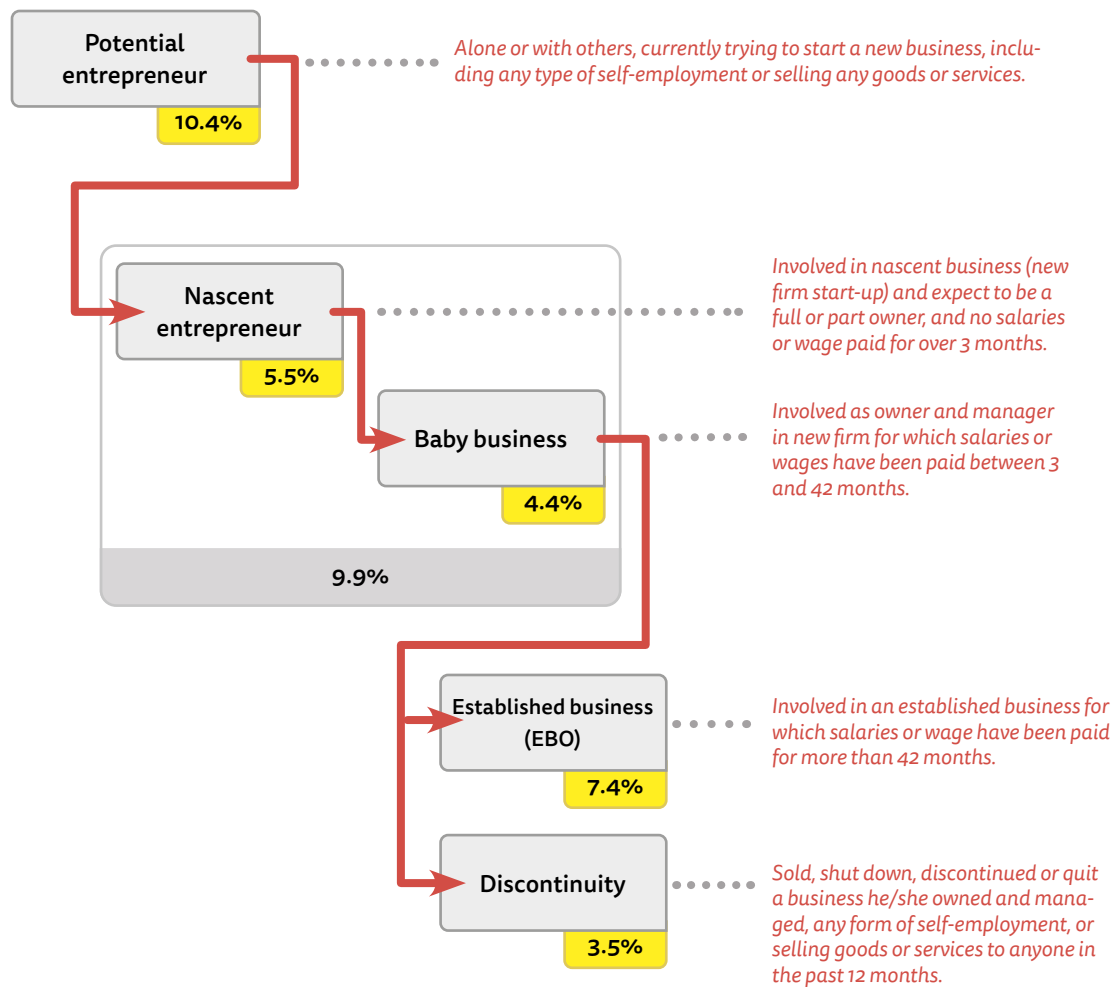 Potential
entrepreneur
10.4%
Alone or with others, currently trying to start a new business, inclu-
ding any type of self-employment or selling any goods or services.
Nascent
entrepreneur
5.5%
Involved in nascent business (new
firm start-up) and expect to be a
full or part owner, and no salaries
or wage paid for over 3 months.
Baby business
4.4%
Involved as owner and manager
in new firm for which salaries or
wages have been paid between 3
and 42 months.
9.9%
Established business
(EBO)
7.4%
Involved in an established business for
which salaries or wage have been paid
for more than 42 months.
Discontinuity
3.5%
Sold, shut down, discontinued or quit
a business he/she owned and mana-
ged, any form of self-employment, or
selling goods or services to anyone in
the past 12 months.